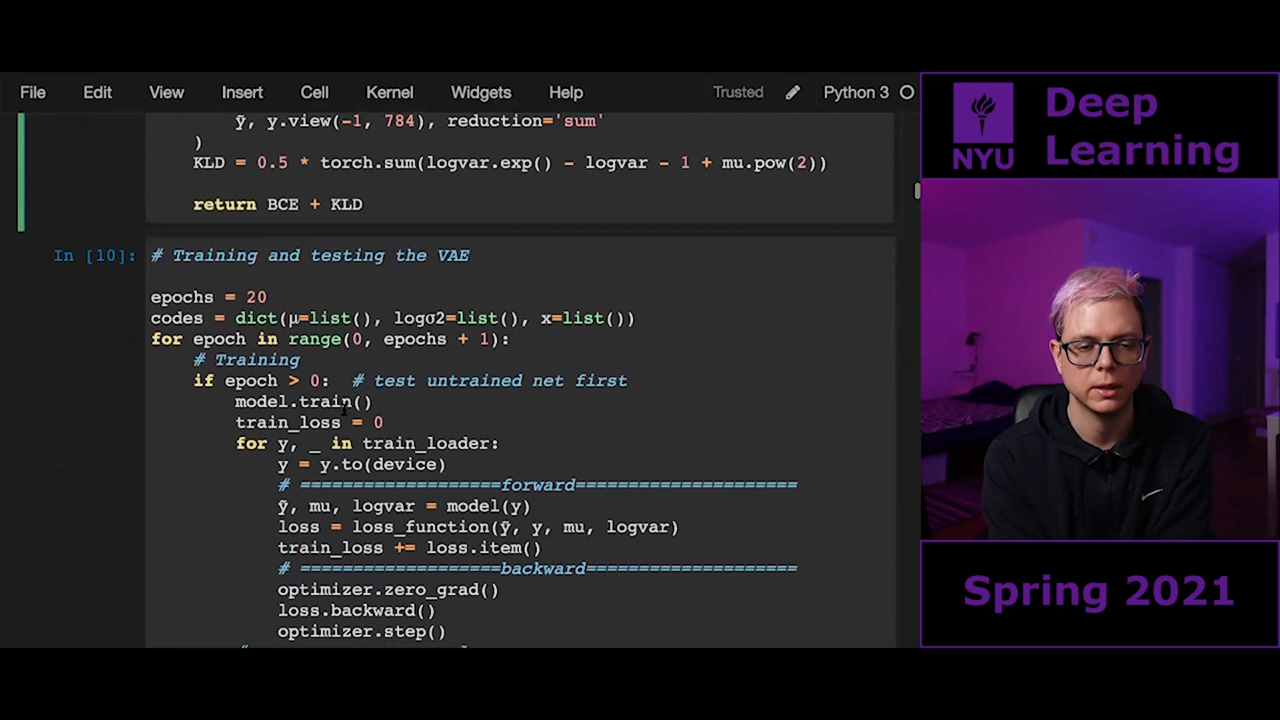 File Edit View Insert Cell Kernel Widgets Help Trusted Python 3
ỹ, y.view(-1, 784), reduction='sum'
)
KLD = 0.5 * torch.sum(logvar.exp() - logvar - 1 + mu.pow(2))
return BCE + KLD
In [10]: # Training and testing the VAE
epochs = 20
codes = dict(μ=list(), logσ2=list(), x=list())
for epoch in range(0, epochs + 1):
# Training
if epoch > 0: # test untrained net first
model.train()
train_loss = 0
for y, _ in train_loader:
y = y.to(device)
# ===================forward=====================
ỹ, mu, logvar = model(y)
loss = loss_function(ỹ, y, mu, logvar)
train_loss += loss.item()
# ===================backward====================
optimizer.zero_grad()
loss.backward()
optimizer.step()
NYU
Deep
Learning
Spring 2021